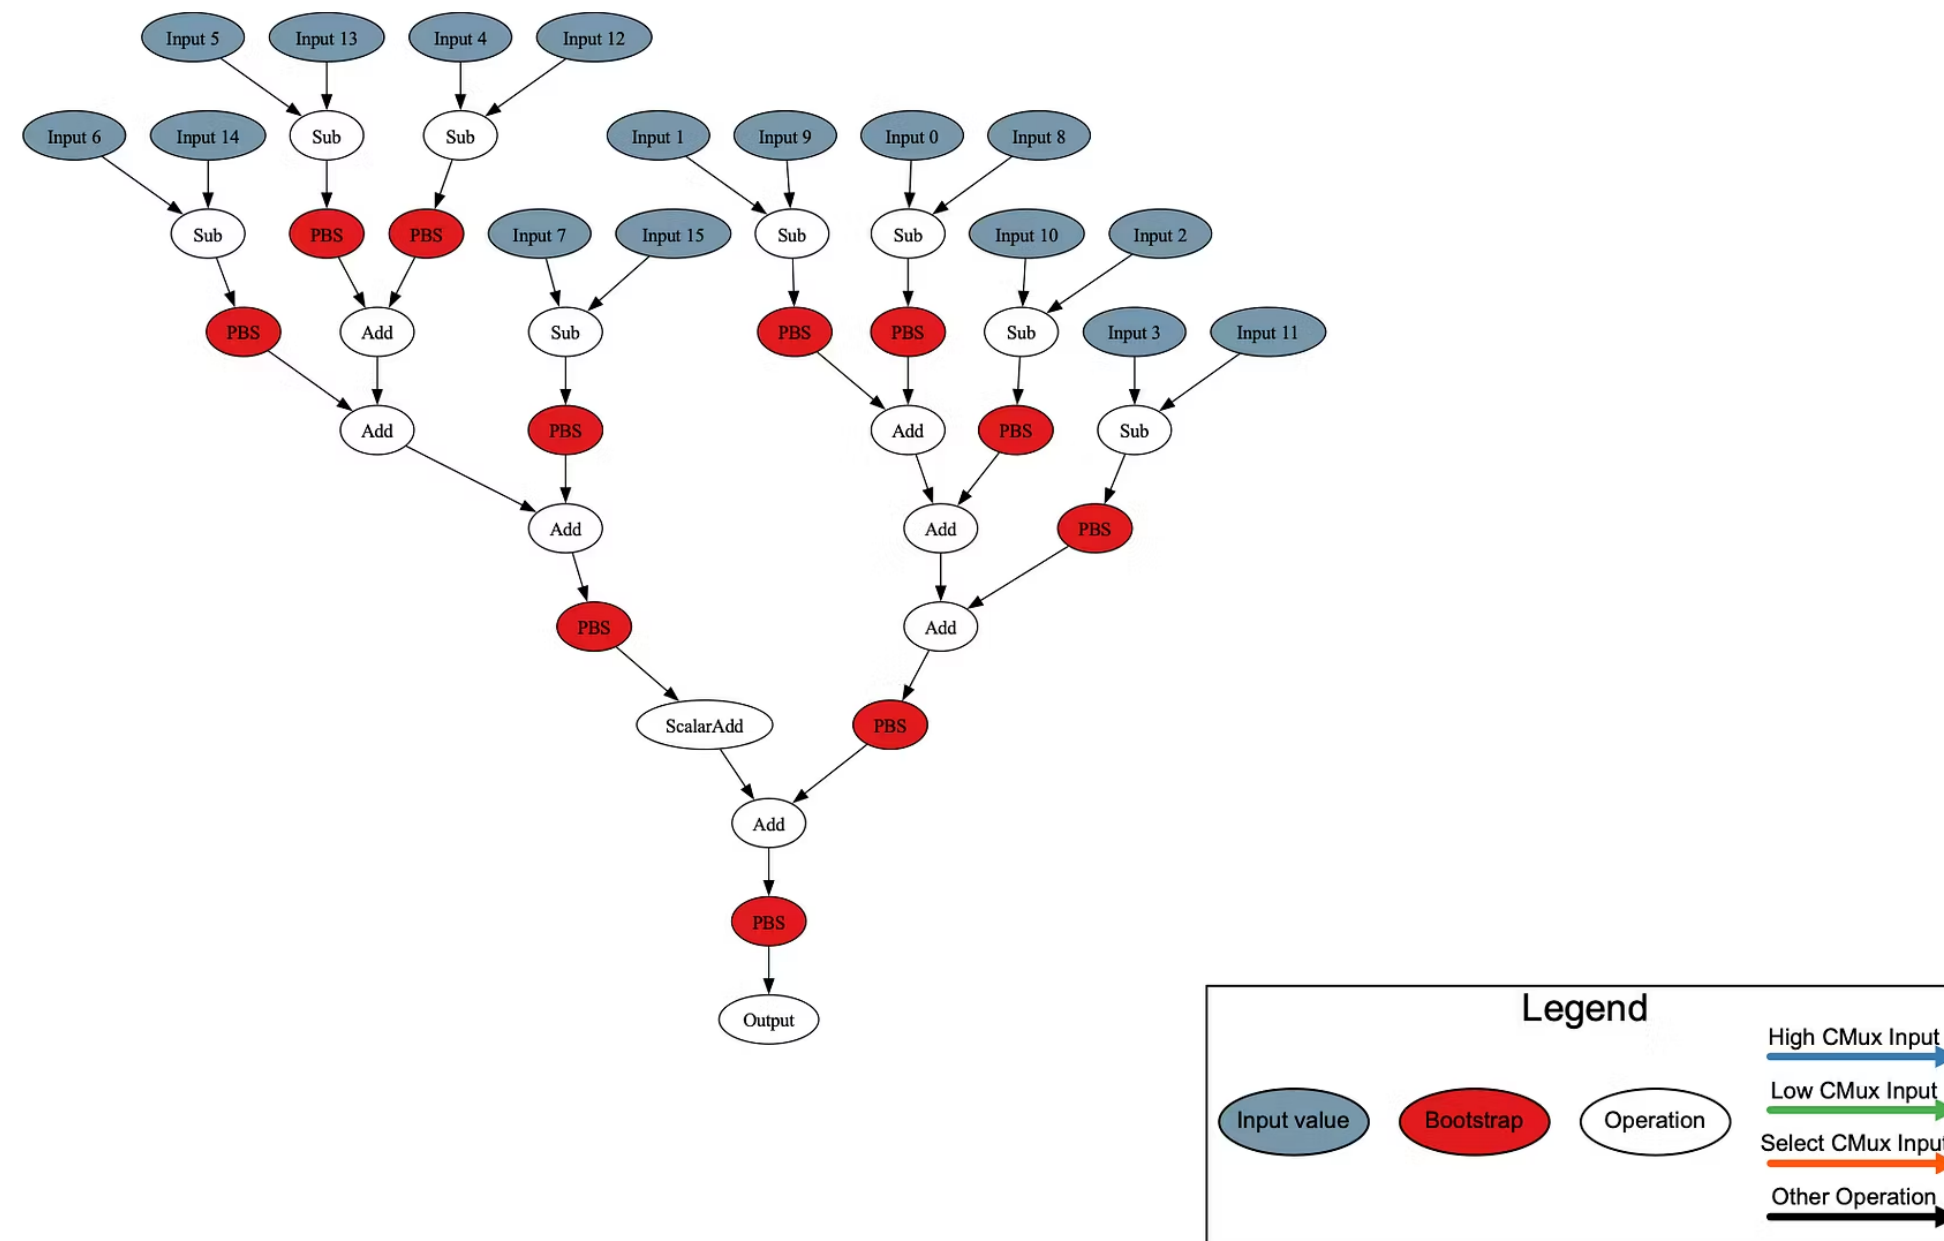 Input 5
Input 13
Input 4
Input 12
Input 6
Input 14
Sub
Sub
Input 1
Input 9
Input 0
Input 8
Sub
PBS
PBS
Input 7
Input 15
Sub
Sub
Input 10
Input 2
PBS
Add
Sub
PBS
PBS
Sub
Input 3
Input 11
Add
PBS
Add
PBS
Sub
Add
Add
PBS
PBS
Add
ScalarAdd
PBS
Add
PBS
Output
Legend
Input value
Bootstrap
Operation
High CMux Input
Low CMux Input
Select CMux Input
Other Operation